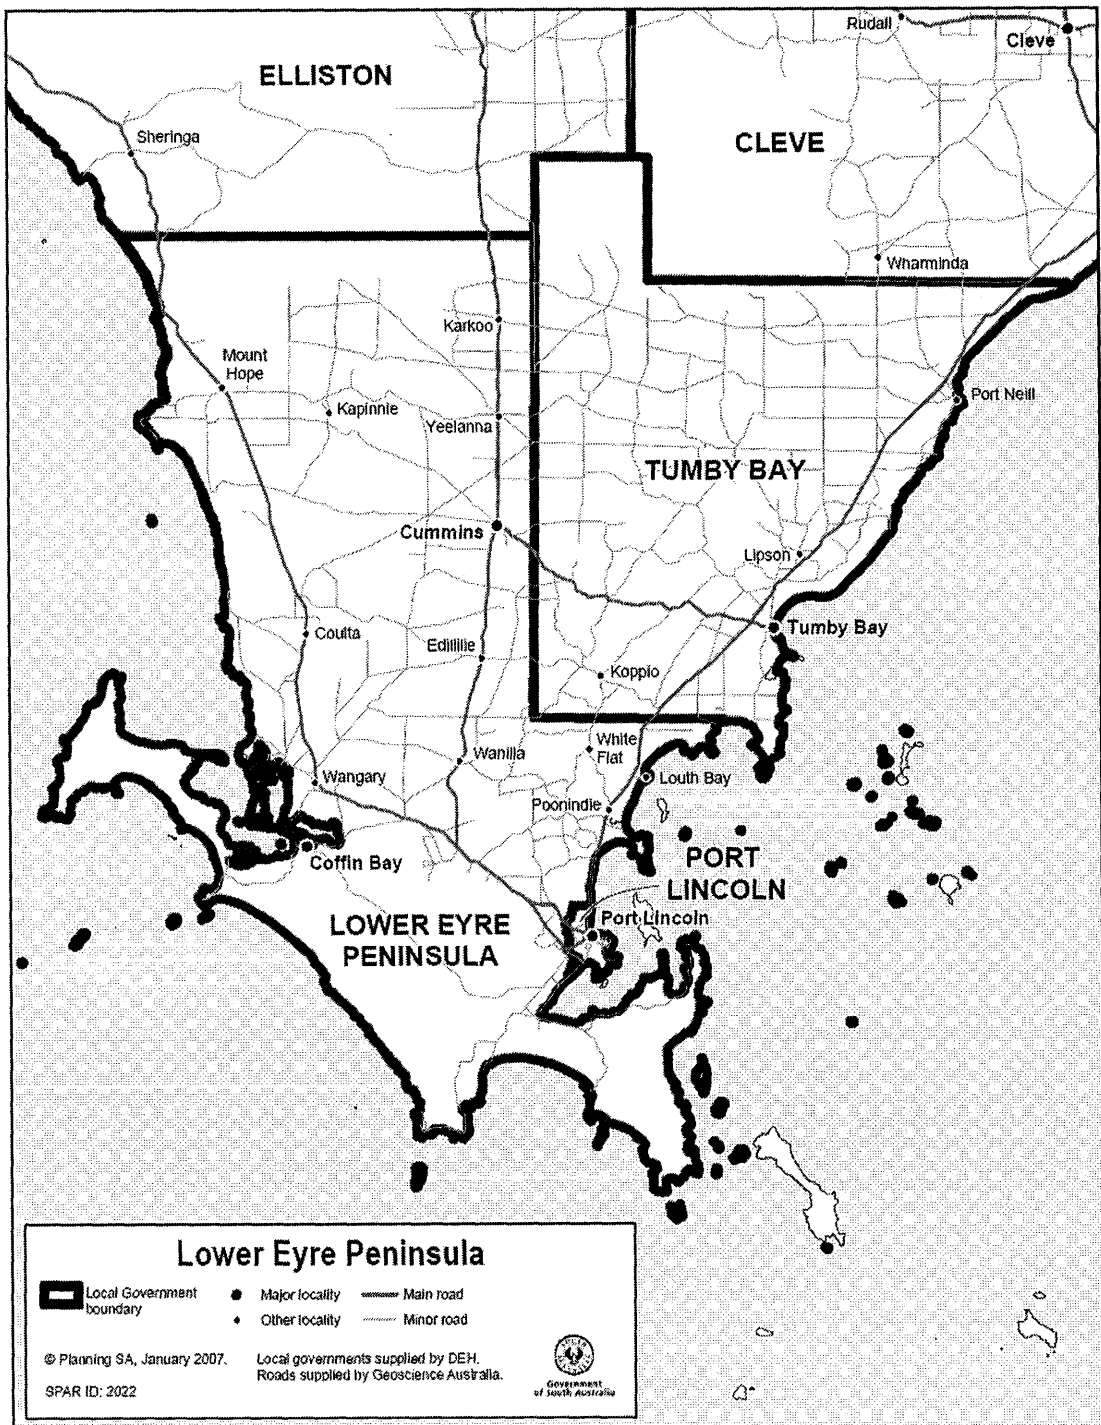 Rudall
Cleve
ELLISTON
CLEVE
Sheringa
Wharminda
Karkoo
Mount
Hope
Kapinnie
Port Neill
Yeelanna
TUMBY BAY
Cummins
Lipson
Tumby Bay
Coulta
Edillilie
Koppio
White
Flat
Wanilla
Louth Bay
Wangary
Poonindie
Coffin Bay
PORT
LINCOLN
LOWER EYRE
PENINSULA
Port Lincoln
Lower Eyre Peninsula
Local Government
boundary
Major locality
Main road
Other locality
Minor road
© Planning SA, January 2007.
Local governments supplied by DEH.
Roads supplied by Geoscience Australia.
SPAR ID: 2022
Government
of South Australia